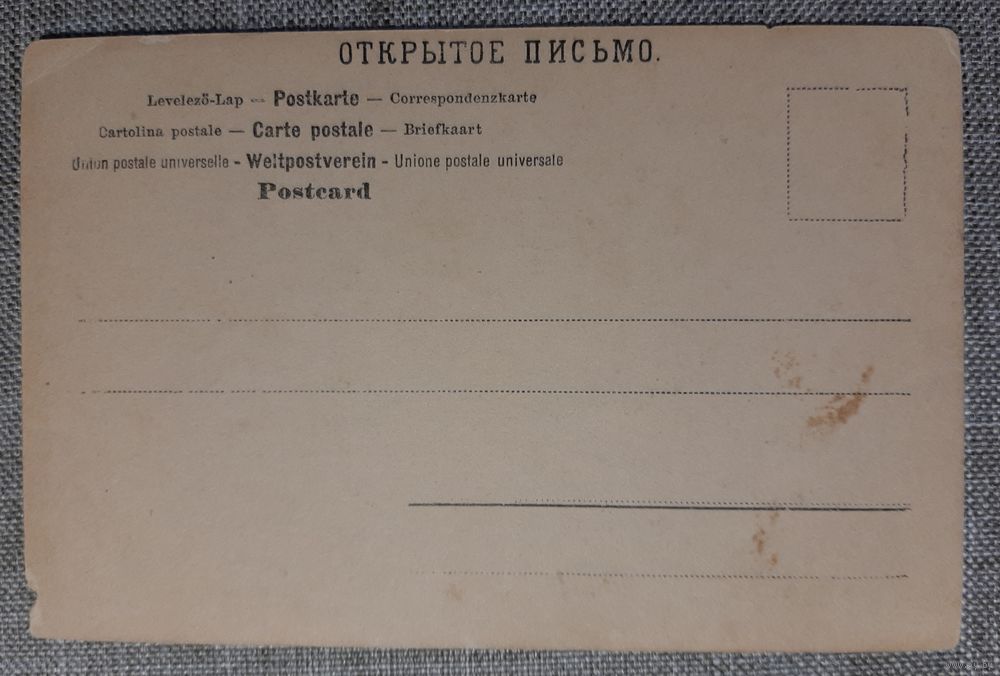 ОТКРЫТОЕ ПИСЬМО.
Levelező-Lap — Postkarte — Correspondenzkarte
Cartolina postale — Carte postale — Briefkaart
Union postale universelle - Weltpostverein - Unione postale universale
Postcard